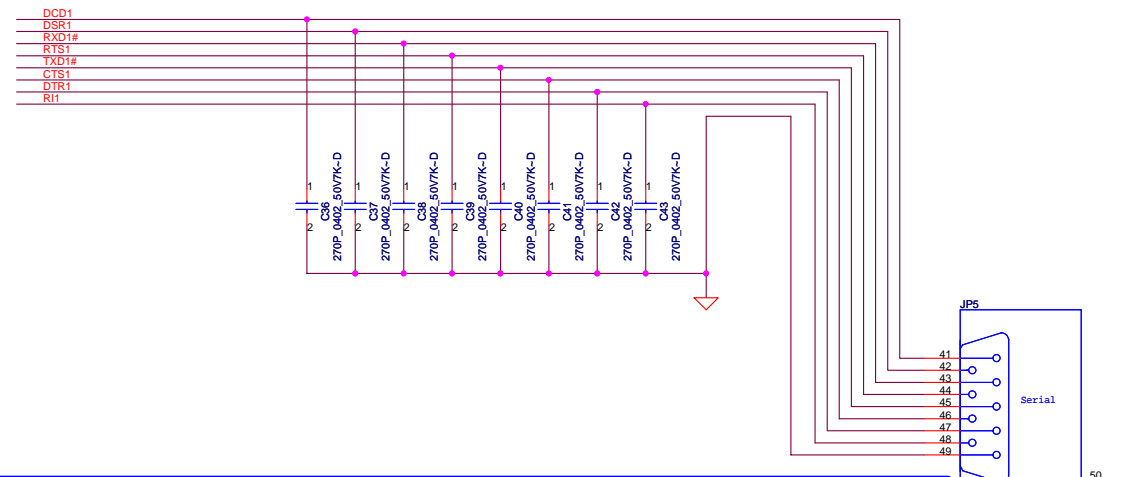 DCD1
DSR1
RXD1#
RTS1
TXD1#
CTS1
DTR1
RI1
1 1 1 1 1 1 1 1
C36
270P_0402_50V7K~D
C37
270P_0402_50V7K~D
C38
270P_0402_50V7K~D
C39
270P_0402_50V7K~D
C40
270P_0402_50V7K~D
C41
270P_0402_50V7K~D
C42
270P_0402_50V7K~D
C43
270P_0402_50V7K~D
2 2 2 2 2 2 2 2
JP5
41
42
43
44
45
46
47
48
49
Serial
50